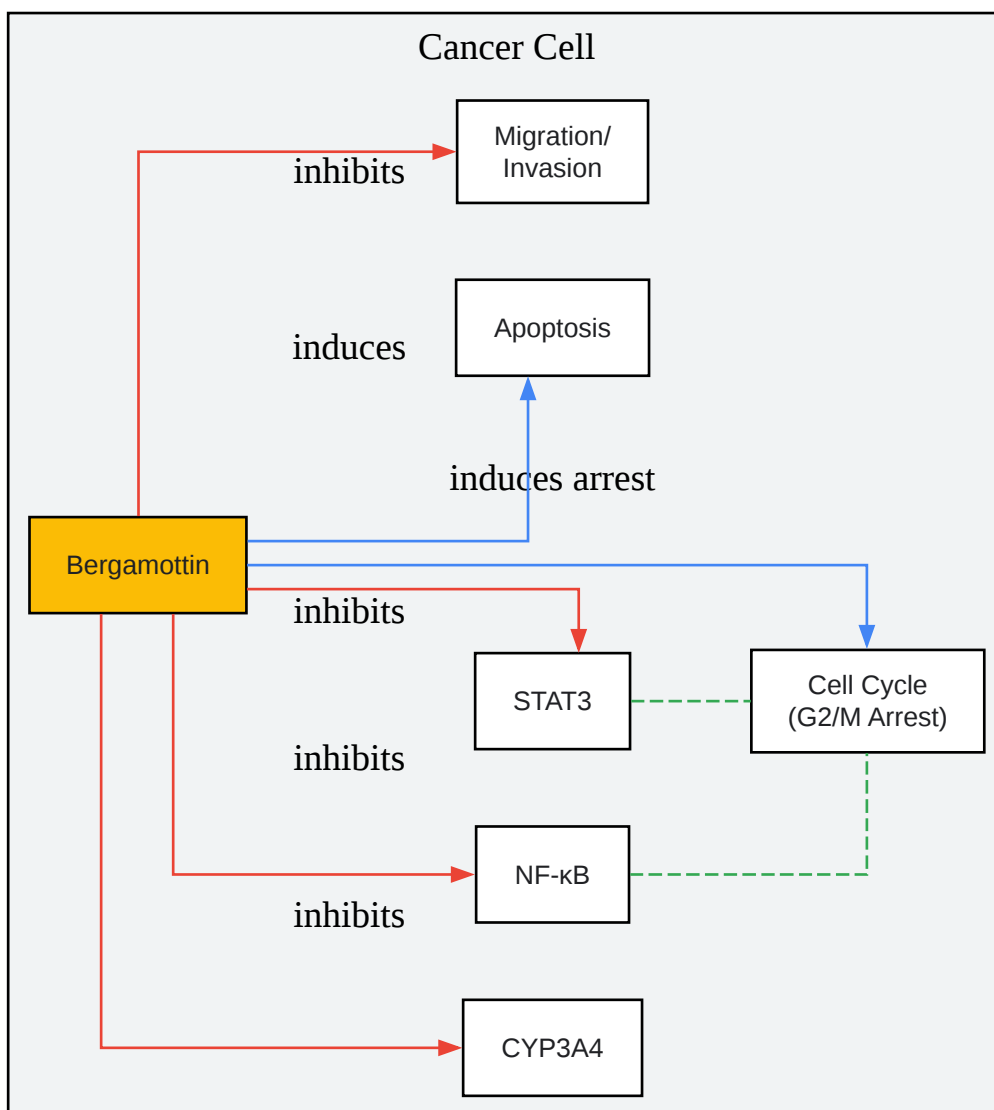 Cancer Cell
Migration/
Invasion
inhibits
Apoptosis
induces
induces arrest
Bergamottin
inhibits
STAT3
Cell Cycle
(G2/M Arrest)
inhibits
NF-κB
inhibits
CYP3A4